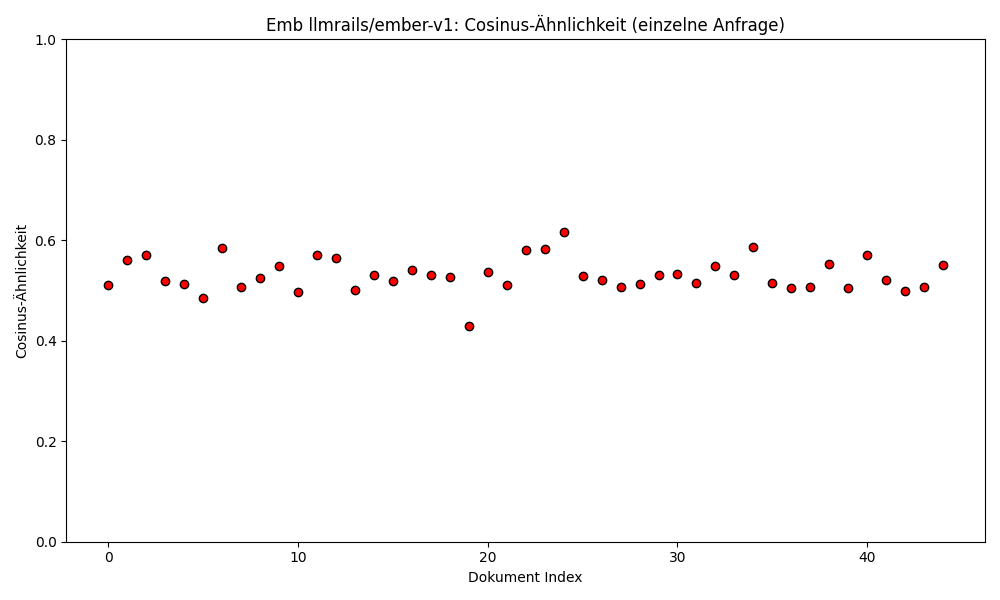 Emb llmrails/ember-v1: Cosinus-Ähnlichkeit (einzelne Anfrage)
1.0
0.8
0.6
0.4
0.2
0.0
Cosinus-Ähnlichkeit
0 10 20 30 40
Dokument Index